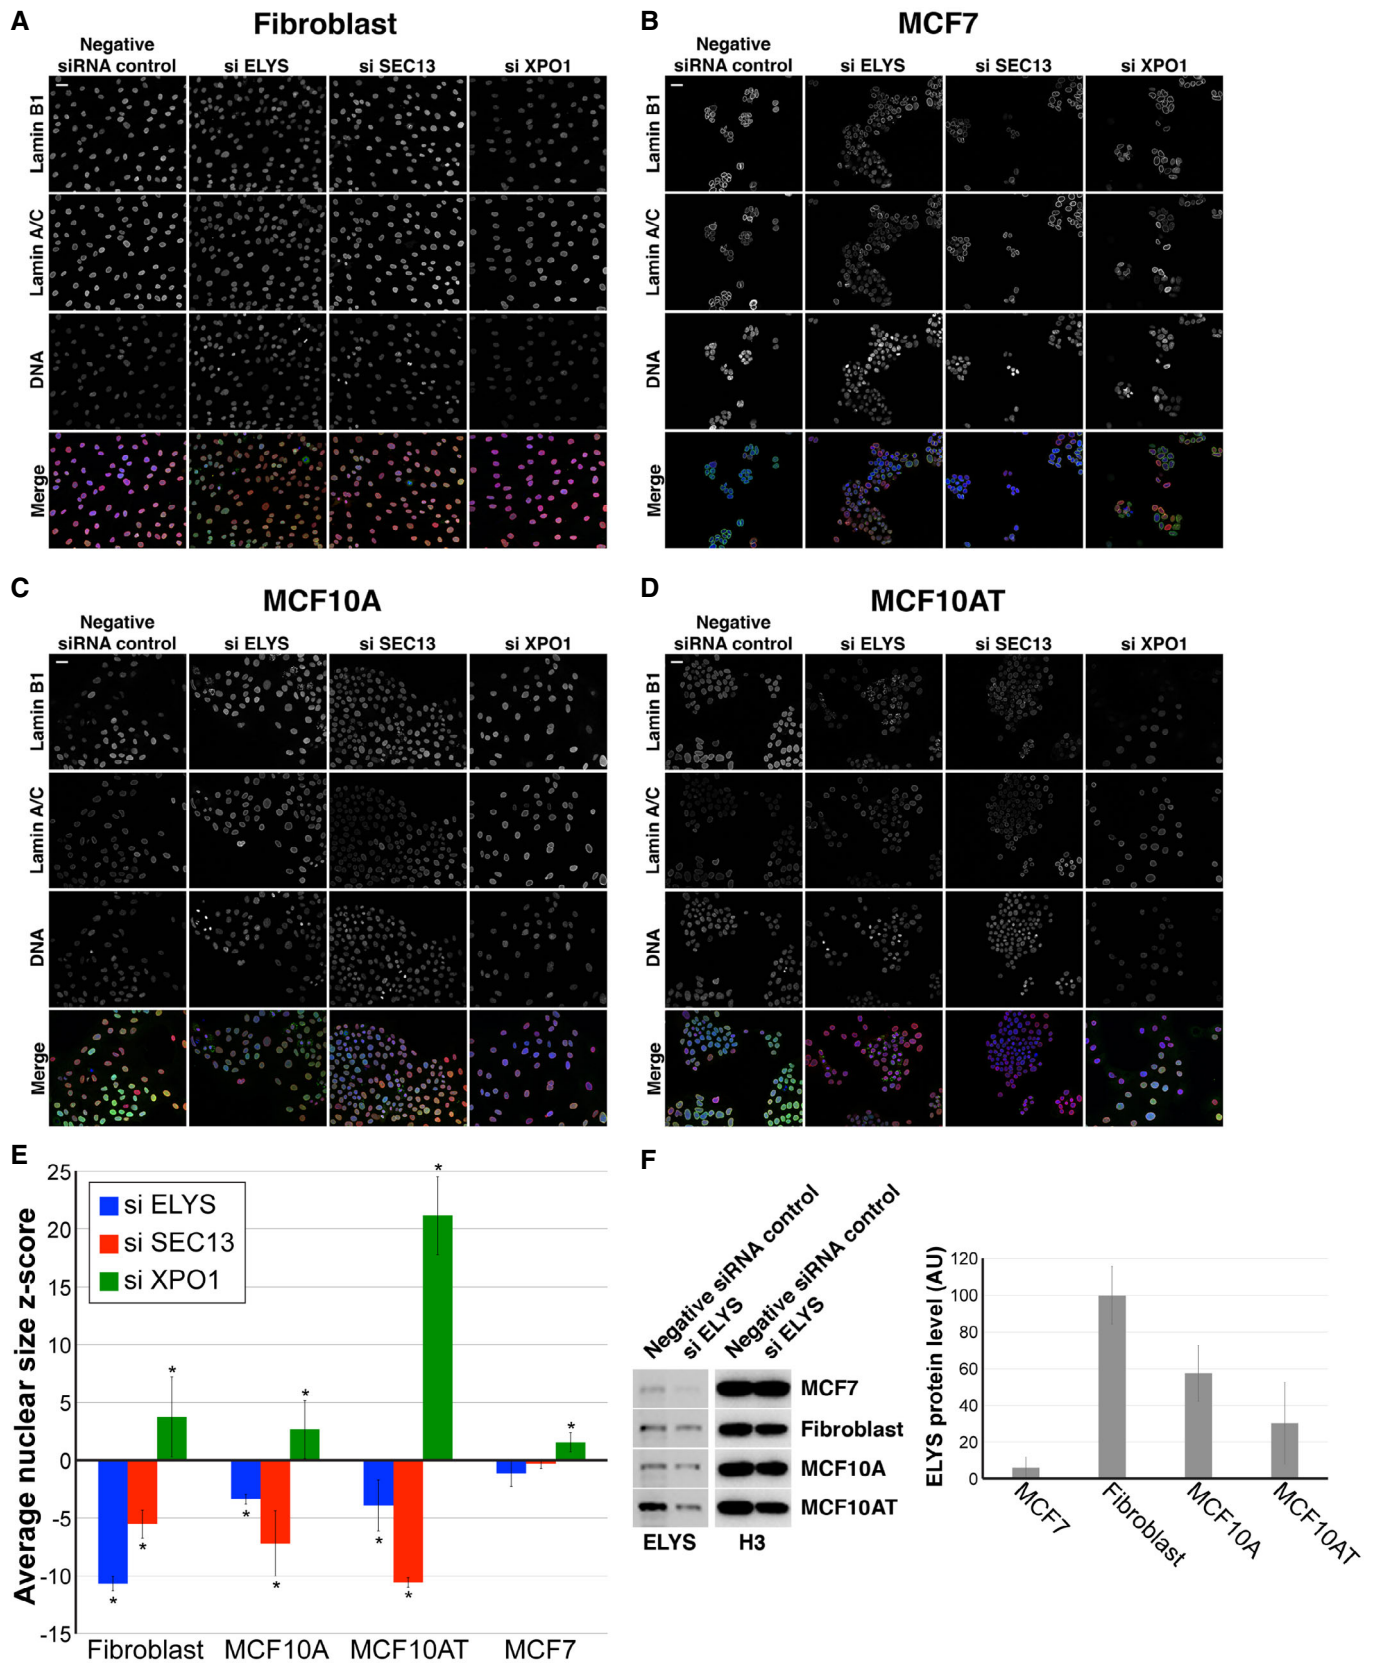 A
Fibroblast
Negative
siRNA control
si ELYS
si SEC13
si XPO1
Lamin B1
Lamin A/C
DNA
Merge
B
MCF7
Negative
siRNA control
si ELYS
si SEC13
si XPO1
Lamin B1
Lamin A/C
DNA
Merge
C
MCF10A
Negative
siRNA control
si ELYS
si SEC13
si XPO1
Lamin B1
Lamin A/C
DNA
Merge
D
MCF10AT
Negative
siRNA control
si ELYS
si SEC13
si XPO1
Lamin B1
Lamin A/C
DNA
Merge
E
Average nuclear size z-score
25
20
15
10
5
0
-5
-10
-15
si ELYS
si SEC13
si XPO1
*
*
*
*
*
*
*
*
*
*
Fibroblast
MCF10A
MCF10AT
MCF7
F
Negative siRNA control
si ELYS
Negative siRNA control
si ELYS
MCF7
Fibroblast
MCF10A
MCF10AT
ELYS
H3
ELYS protein level (AU)
120
100
80
60
40
20
0
MCF7
Fibroblast
MCF10A
MCF10AT